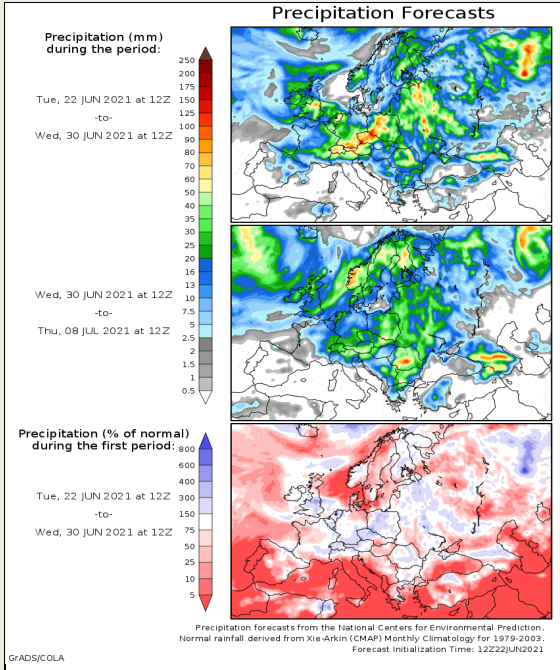 Precipitation Forecasts
Precipitation (mm)
during the period:
Tue, 22 JUN 2021 at 12Z
-to-
Wed, 30 JUN 2021 at 12Z
250
200
175
150
125
100
90
80
70
60
50
40
35
30
25
20
16
13
10
7.5
5
2.5
2
1.5
1
0.5
Wed, 30 JUN 2021 at 12Z
-to-
Thu, 08 JUL 2021 at 12Z
Precipitation (% of normal)
during the first period:
Tue, 22 JUN 2021 at 12Z
-to-
Wed, 30 JUN 2021 at 12Z
800
600
400
300
150
75
50
25
10
5
Precipitation forecasts from the National Centers for Environmental Prediction.
Normal rainfall derived from Xie-Arkin (CMAP) Monthly Climatology for 1979-2003.
Forecast Initialization Time: 12Z22JUN2021
GrADS/COLA